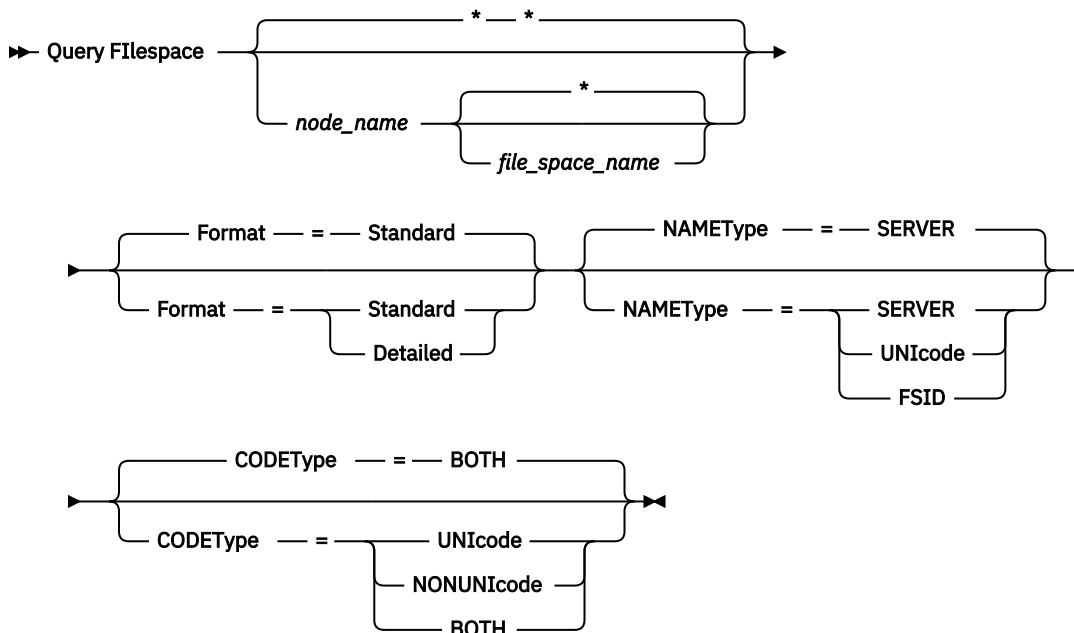 * *
Query FIlespace
*
node_name
file_space_name
Format = Standard
NAMEType = SERVER
Format = Standard
NAMEType = SERVER
Detailed
UNIcode
FSID
CODEType = BOTH
CODEType = UNIcode
NONUNIcode
BOTH